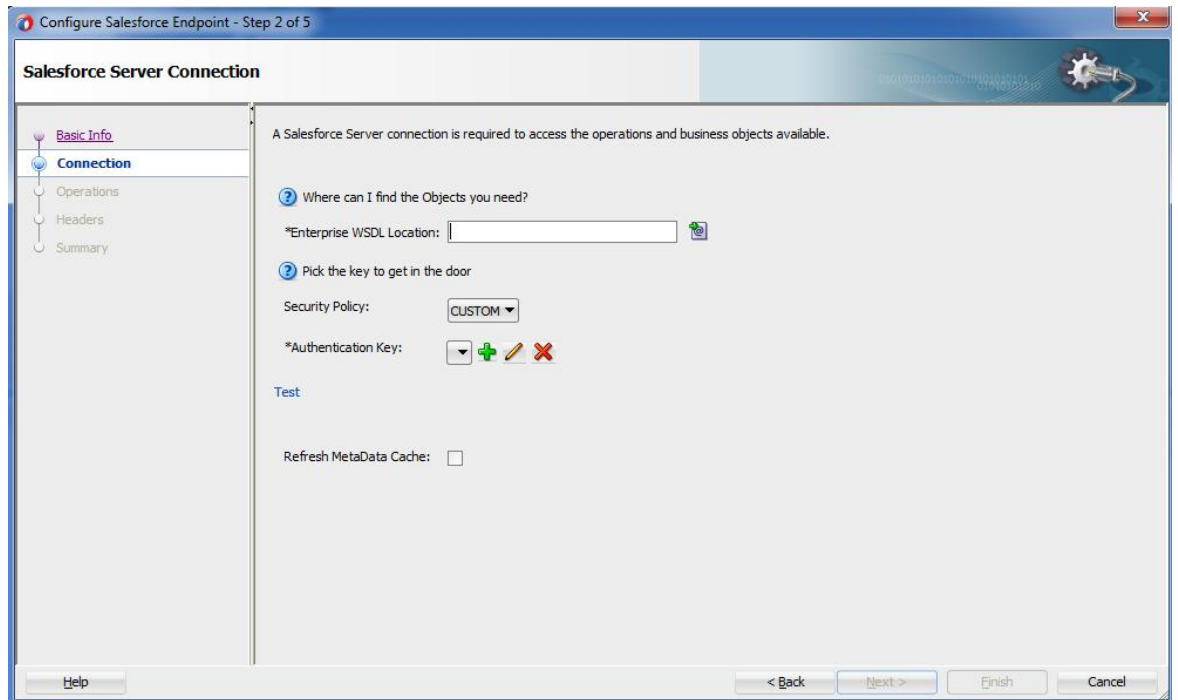 Configure Salesforce Endpoint - Step 2 of 5
Salesforce Server Connection
Basic Info
Connection
Operations
Headers
Summary
A Salesforce Server connection is required to access the operations and business objects available.
Where can I find the Objects you need?
*Enterprise WSDL Location:
Pick the key to get in the door
Security Policy: CUSTOM
*Authentication Key:
Test
Refresh MetaData Cache:
Help < Back Next > Finish Cancel